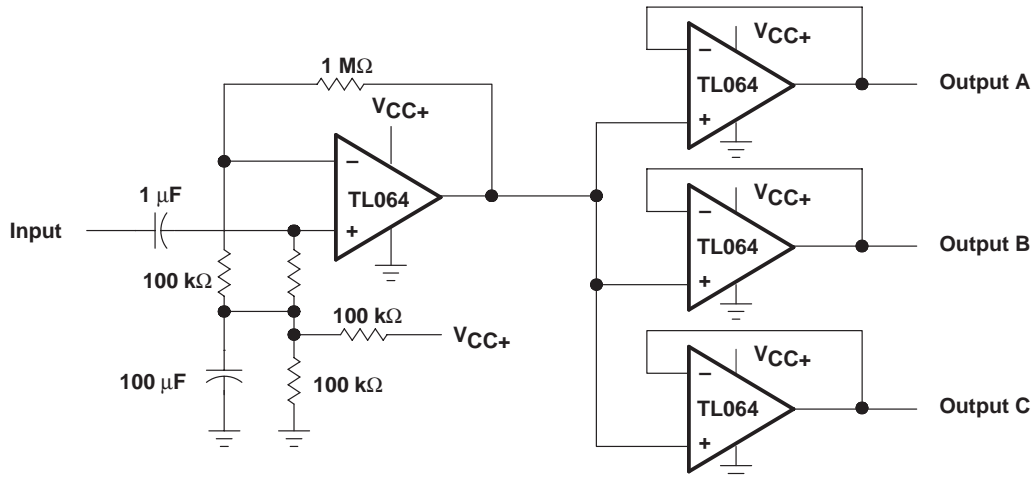 VCC+
TL064
−
+
Output A
1 MΩ
VCC+
−
TL064
+
1 μF
Input
100 kΩ
100 kΩ
VCC+
100 μF
100 kΩ
VCC+
−
TL064
+
Output B
VCC+
−
TL064
+
Output C